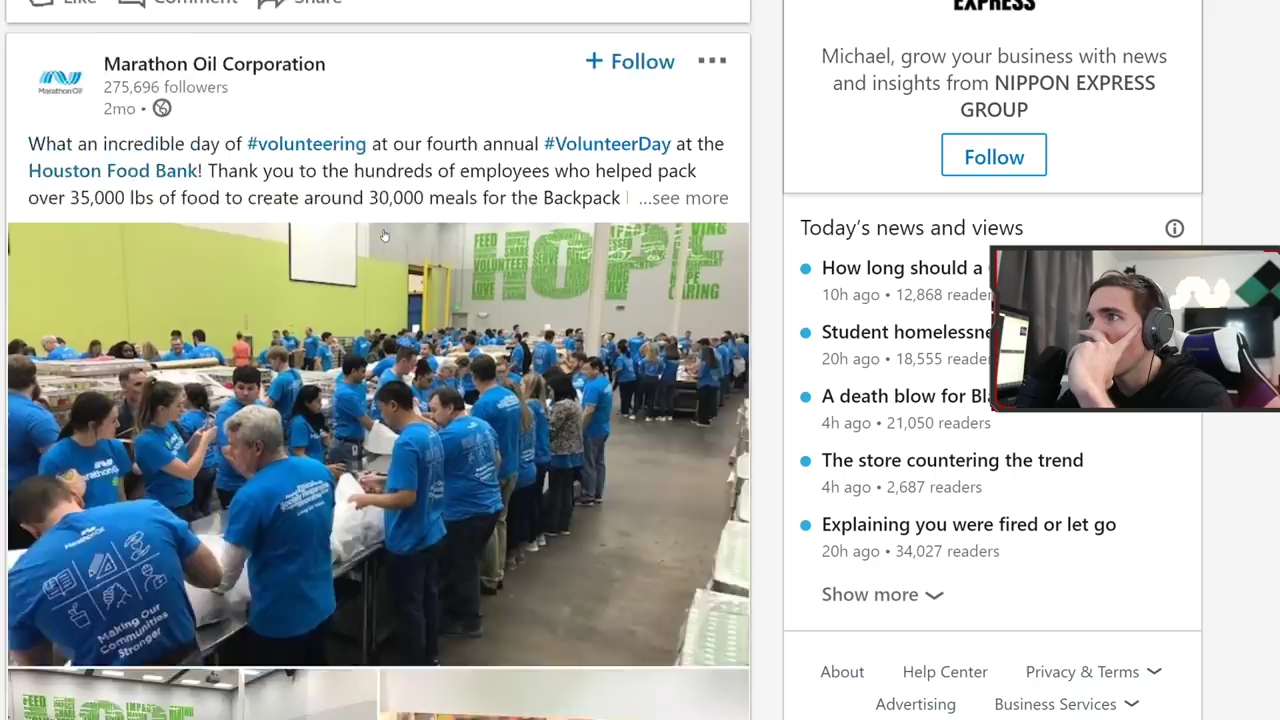 Like Comment Share
EXPRESS
Marathon Oil Corporation
275,696 followers
2mo •
+ Follow
MarathonOil
What an incredible day of #volunteering at our fourth annual #VolunteerDay at the
Houston Food Bank! Thank you to the hundreds of employees who helped pack
over 35,000 lbs of food to create around 30,000 meals for the Backpack
...see more
FEED
VOLUNTEER
LOVE
HOPE
CARING
MarathonOil
Making Our
Communities
Stronger
FEED
Michael, grow your business with news
and insights from NIPPON EXPRESS
GROUP
Follow
Today's news and views
How long should a
10h ago • 12,868 reader
Student homelessne
20h ago • 18,555 reade
A death blow for Bl
4h ago • 21,050 readers
The store countering the trend
4h ago • 2,687 readers
Explaining you were fired or let go
20h ago • 34,027 readers
Show more
About Help Center Privacy & Terms
Advertising Business Services